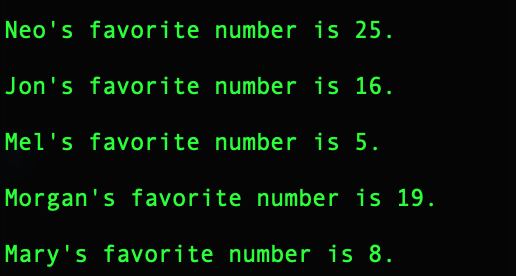 Neo's favorite number is 25.
Jon's favorite number is 16.
Mel's favorite number is 5.
Morgan's favorite number is 19.
Mary's favorite number is 8.